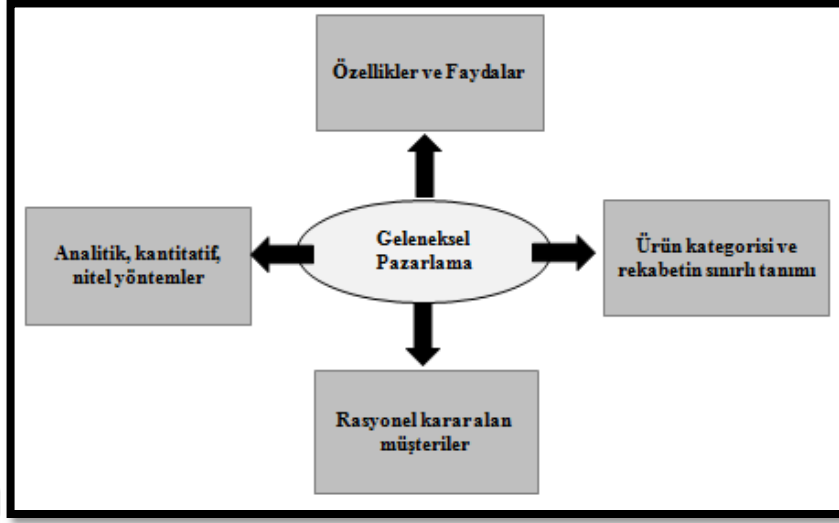 Özellikler ve Faydalar
Analitik, kantitatif,
nitel yöntemler
Geleneksel
Pazarlama
Ürün kategorisi ve
rekabetin sınırlı tanımı
Rasyonel karar alan
müşteriler